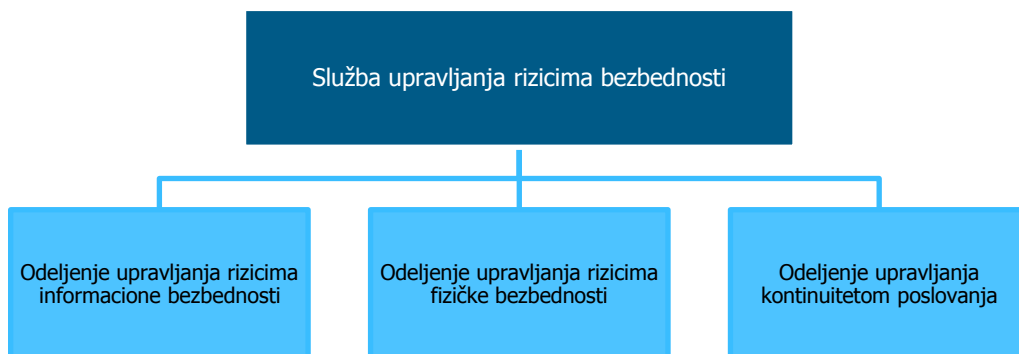 Služba upravljanja rizicima bezbednosti
Odeljenje upravljanja rizicima
informacione bezbednosti
Odeljenje upravljanja rizicima
fizičke bezbednosti
Odeljenje upravljanja
kontinuitetom poslovanja